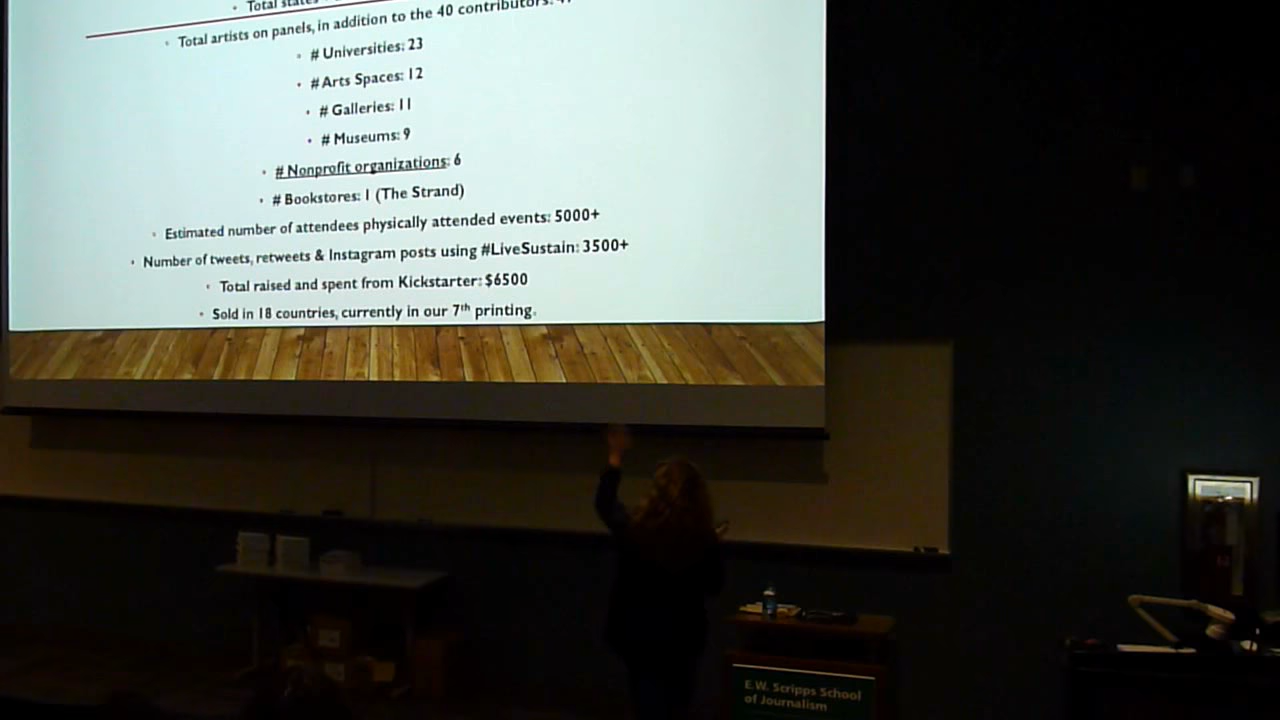 Total states
Total artists on panels, in addition to the 40 contributors:
# Universities: 23
# Arts Spaces: 12
# Galleries: 11
# Museums: 9
# Nonprofit organizations: 6
# Bookstores: 1 (The Strand)
Estimated number of attendees physically attended events: 5000+
Number of tweets, retweets & Instagram posts using #LiveSustain: 3500+
Total raised and spent from Kickstarter: $6500
Sold in 18 countries, currently in our 7th printing.
E.W. Scripps School
of Journalism